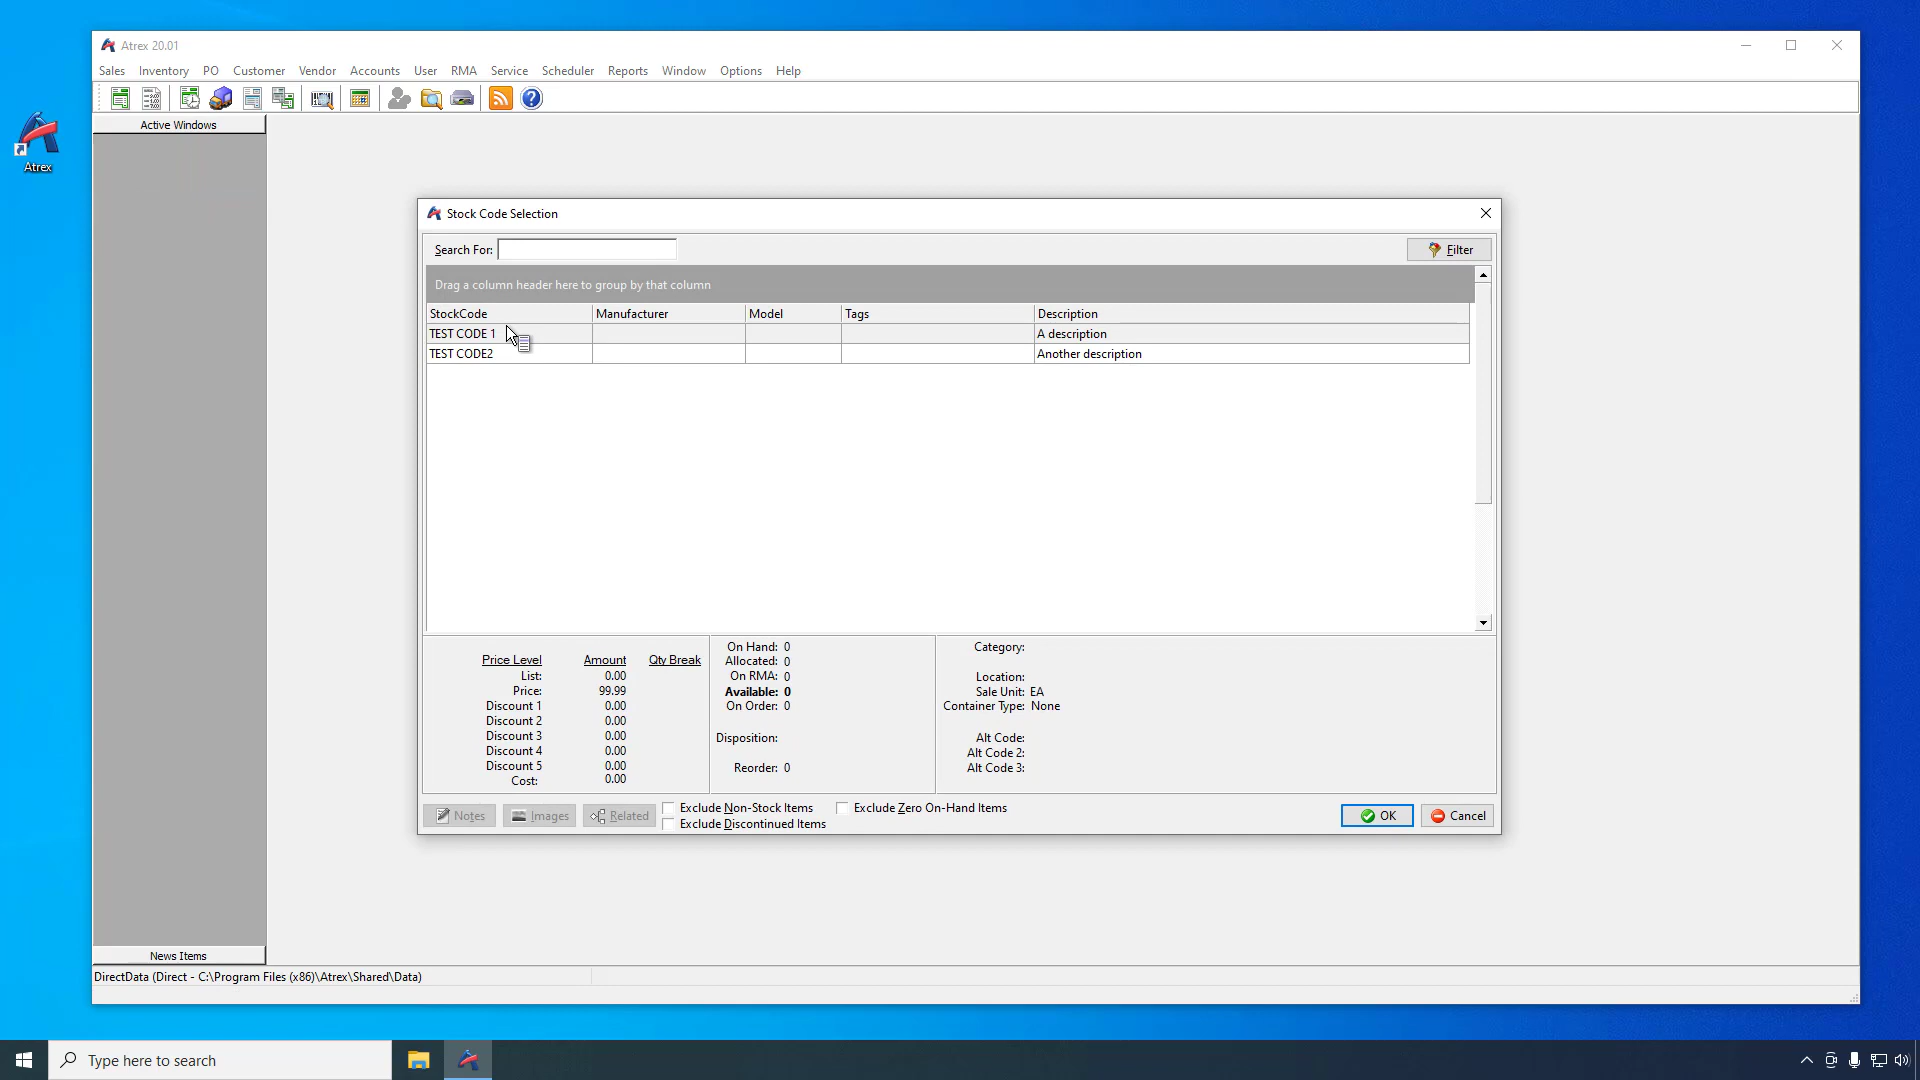 Atrex 20.01
Sales Inventory PO Customer Vendor Accounts User RMA Service Scheduler Reports Window Options Help
Active Windows
Atrex
Stock Code Selection
Search For:
Filter
Drag a column header here to group by that column
StockCode Manufacturer Model Tags Description
TEST CODE 1 A description
TEST CODE2 Another description
Price Level Amount Qty Break
List: 0.00
Price: 99.99
Discount 1 0.00
Discount 2 0.00
Discount 3 0.00
Discount 4 0.00
Discount 5 0.00
Cost: 0.00
On Hand: 0
Allocated: 0
On RMA: 0
Available: 0
On Order: 0
Disposition:
Reorder: 0
Category:
Location:
Sale Unit: EA
Container Type: None
Alt Code:
Alt Code 2:
Alt Code 3:
Notes Images Related
Exclude Non-Stock Items Exclude Zero On-Hand Items
Exclude Discontinued Items
OK Cancel
News Items
DirectData (Direct - C:\Program Files (x86)\Atrex\Shared\Data)
Type here to search